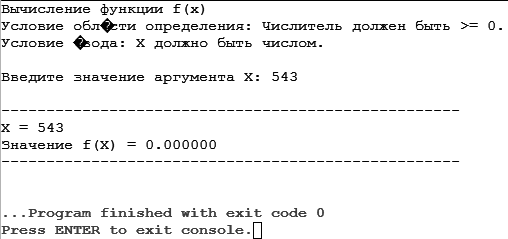 Вычисление функции f(x)
Условие обл�сти определения: Числитель должен быть >= 0.
Условие �вода: X должно быть числом.
Введите значение аргумента X: 543
---------------------------------------------------
X = 543
Значение f(X) = 0.000000
---------------------------------------------------
...Program finished with exit code 0
Press ENTER to exit console.